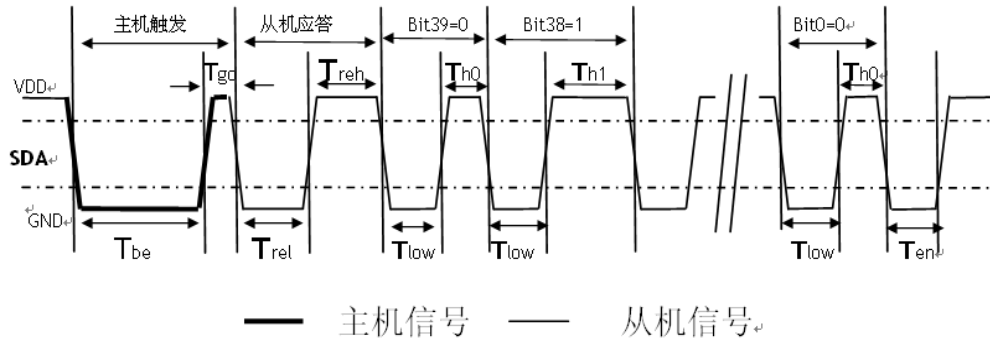 主机触发 从机应答 Bit39=0 Bit38=1 Bit0=0
Tgo Treh Th0 Th1 Th0
VDD
SDA
GND
Tbe Trel Tlow Tlow Tlow Ten
主机信号 从机信号